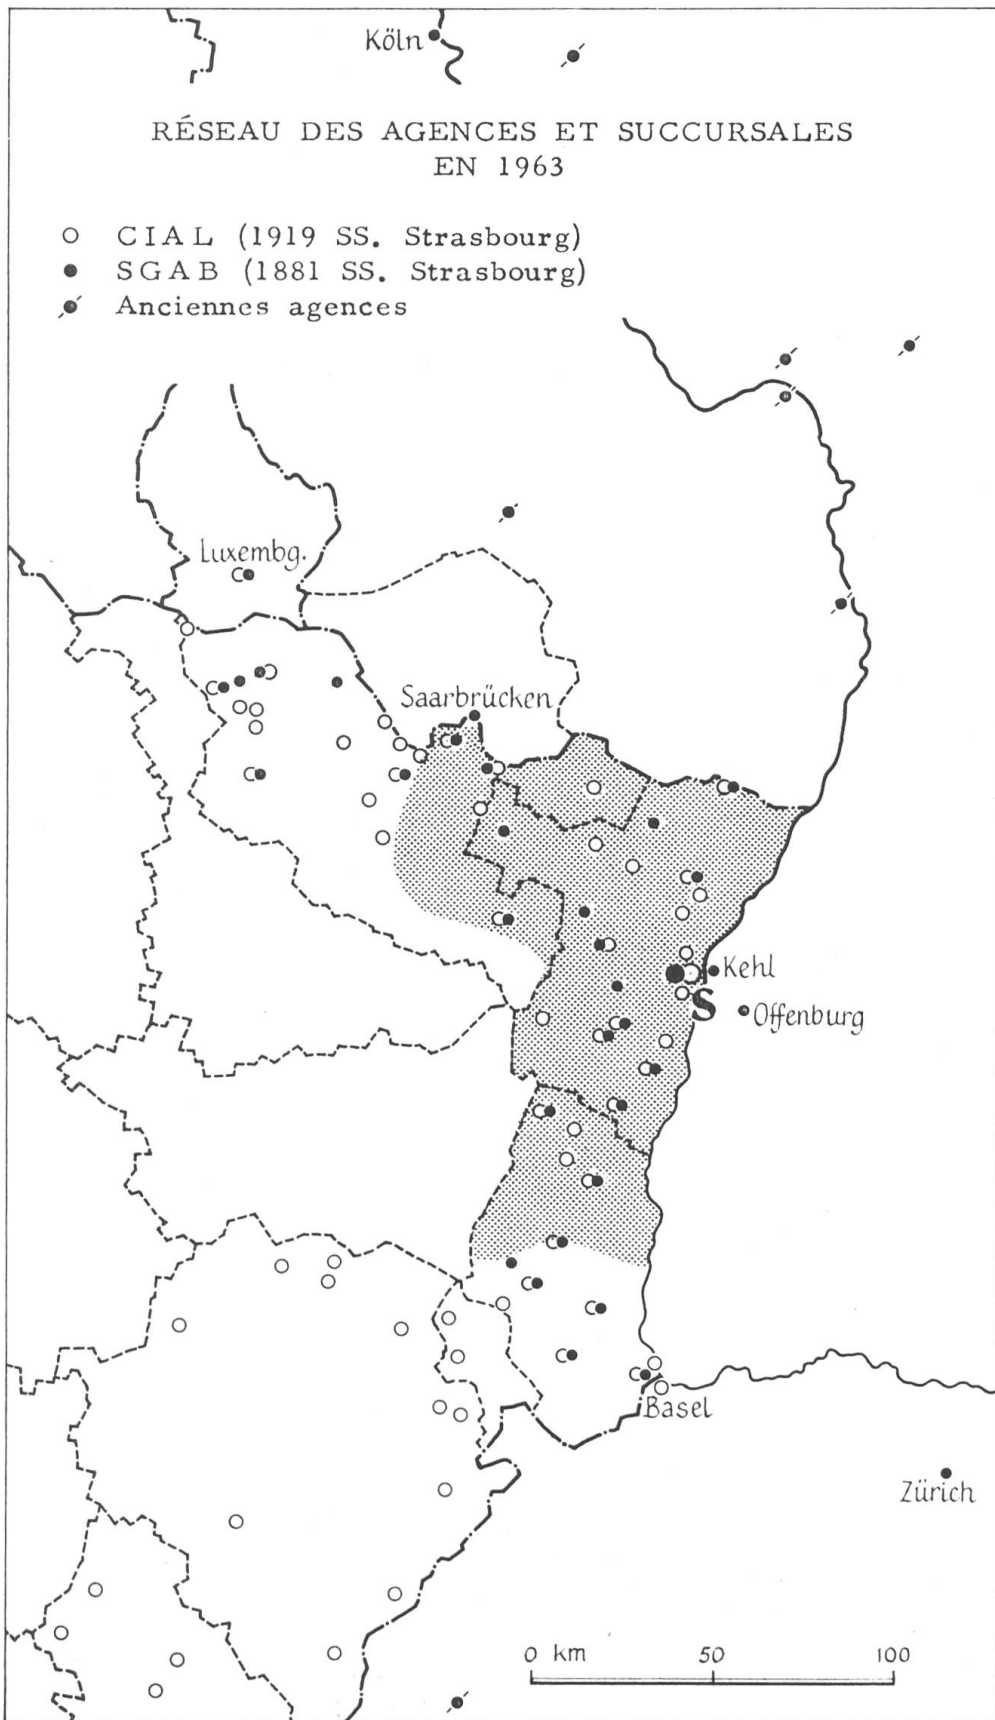 Köln
RÉSEAU DES AGENCES ET SUCCURSALES
EN 1963
CIAL (1919 SS. Strasbourg)
SGAB (1881 SS. Strasbourg)
Anciennes agences
Luxembg.
Saarbrücken
Kehl
S
Offenburg
Basel
Zürich
0 km 50 100